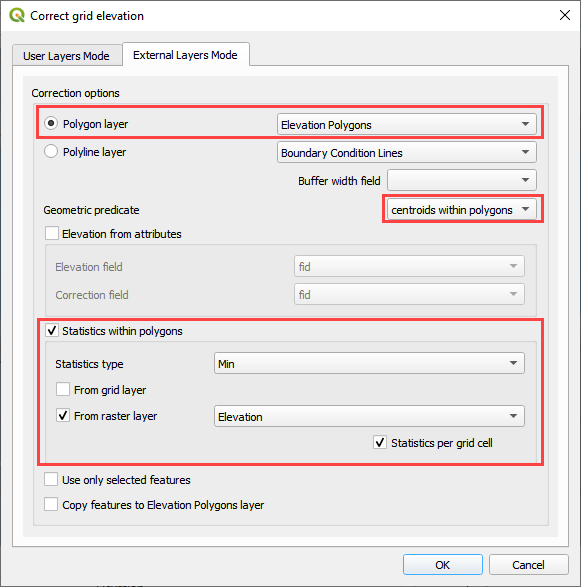 Correct grid elevation
User Layers Mode
External Layers Mode
Correction options
Polygon layer
Elevation Polygons
Polyline layer
Boundary Condition Lines
Buffer width field
Geometric predicate
centroids within polygons
Elevation from attributes
Elevation field
fid
Correction field
fid
Statistics within polygons
Statistics type
Min
From grid layer
From raster layer
Elevation
Statistics per grid cell
Use only selected features
Copy features to Elevation Polygons layer
OK
Cancel